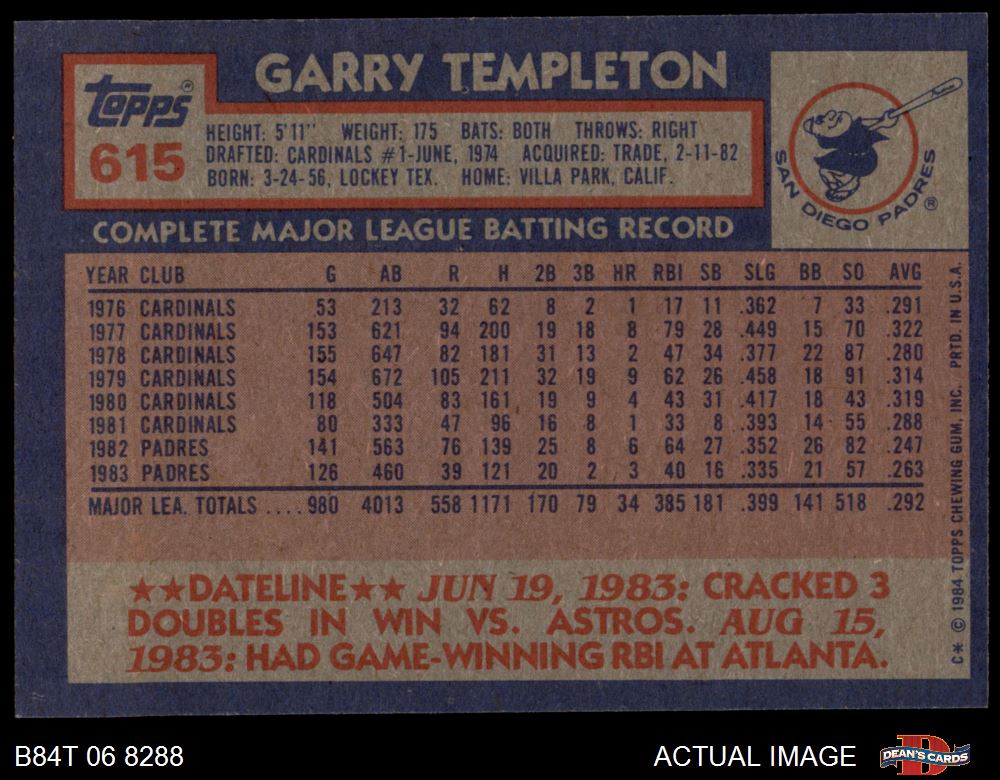 GARRY TEMPLETON
topps®
615
HEIGHT: 5'11" WEIGHT: 175 BATS: BOTH THROWS: RIGHT
DRAFTED: CARDINALS #1-JUNE, 1974 ACQUIRED: TRADE, 2-11-82
BORN: 3-24-56, LOCKEY TEX. HOME: VILLA PARK, CALIF.
SAN DIEGO PADRES ®
COMPLETE MAJOR LEAGUE BATTING RECORD
YEAR CLUB G AB R H 2B 3B HR RBI SB SLG BB SO AVG
1976 CARDINALS 53 213 32 62 8 2 1 17 11 .362 7 33 .291
1977 CARDINALS 153 621 94 200 19 18 8 79 28 .449 15 70 .322
1978 CARDINALS 155 647 82 181 31 13 2 47 34 .377 22 87 .280
1979 CARDINALS 154 672 105 211 32 19 9 62 26 .458 18 91 .314
1980 CARDINALS 118 504 83 161 19 9 4 43 31 .417 18 43 .319
1981 CARDINALS 80 333 47 96 16 8 1 33 8 .393 14 55 .288
1982 PADRES 141 563 76 139 25 8 6 64 27 .352 26 82 .247
1983 PADRES 126 460 39 121 20 2 3 40 16 .335 21 57 .263
MAJOR LEA. TOTALS .... 980 4013 558 1171 170 79 34 385 181 .399 141 518 .292
★★DATELINE★★ JUN 19, 1983: CRACKED 3
DOUBLES IN WIN VS. ASTROS. AUG 15,
1983: HAD GAME-WINNING RBI AT ATLANTA.
C* © 1984 TOPPS CHEWING GUM, INC. PRTD. IN U.S.A.
B84T 06 8288
ACTUAL IMAGE
D
DEAN'S CARDS